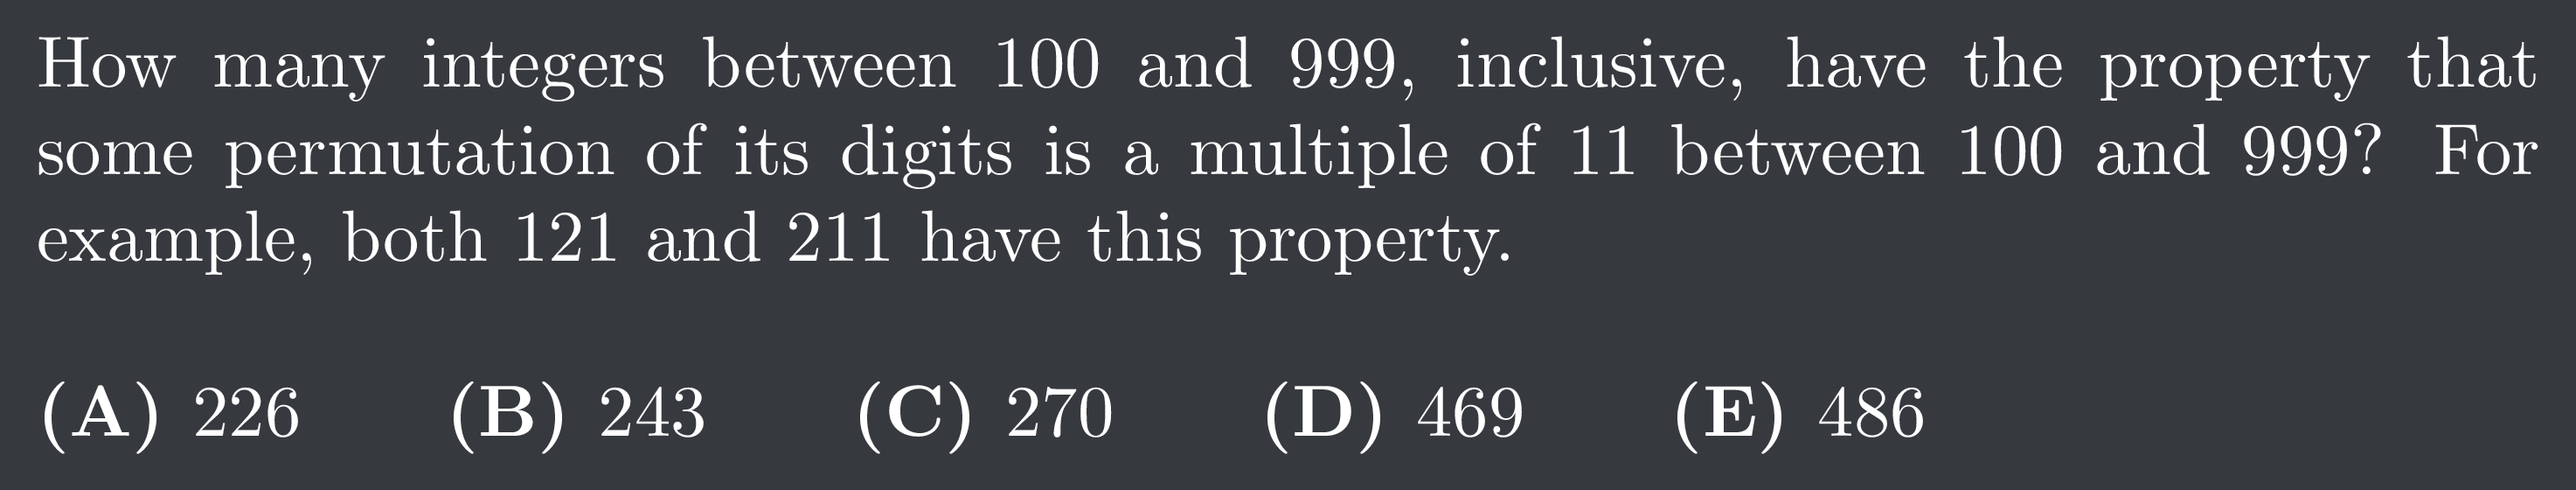 How many integers between 100 and 999, inclusive, have the property that
some permutation of its digits is a multiple of 11 between 100 and 999? For
example, both 121 and 211 have this property.
(A) 226 (B) 243 (C) 270 (D) 469 (E) 486